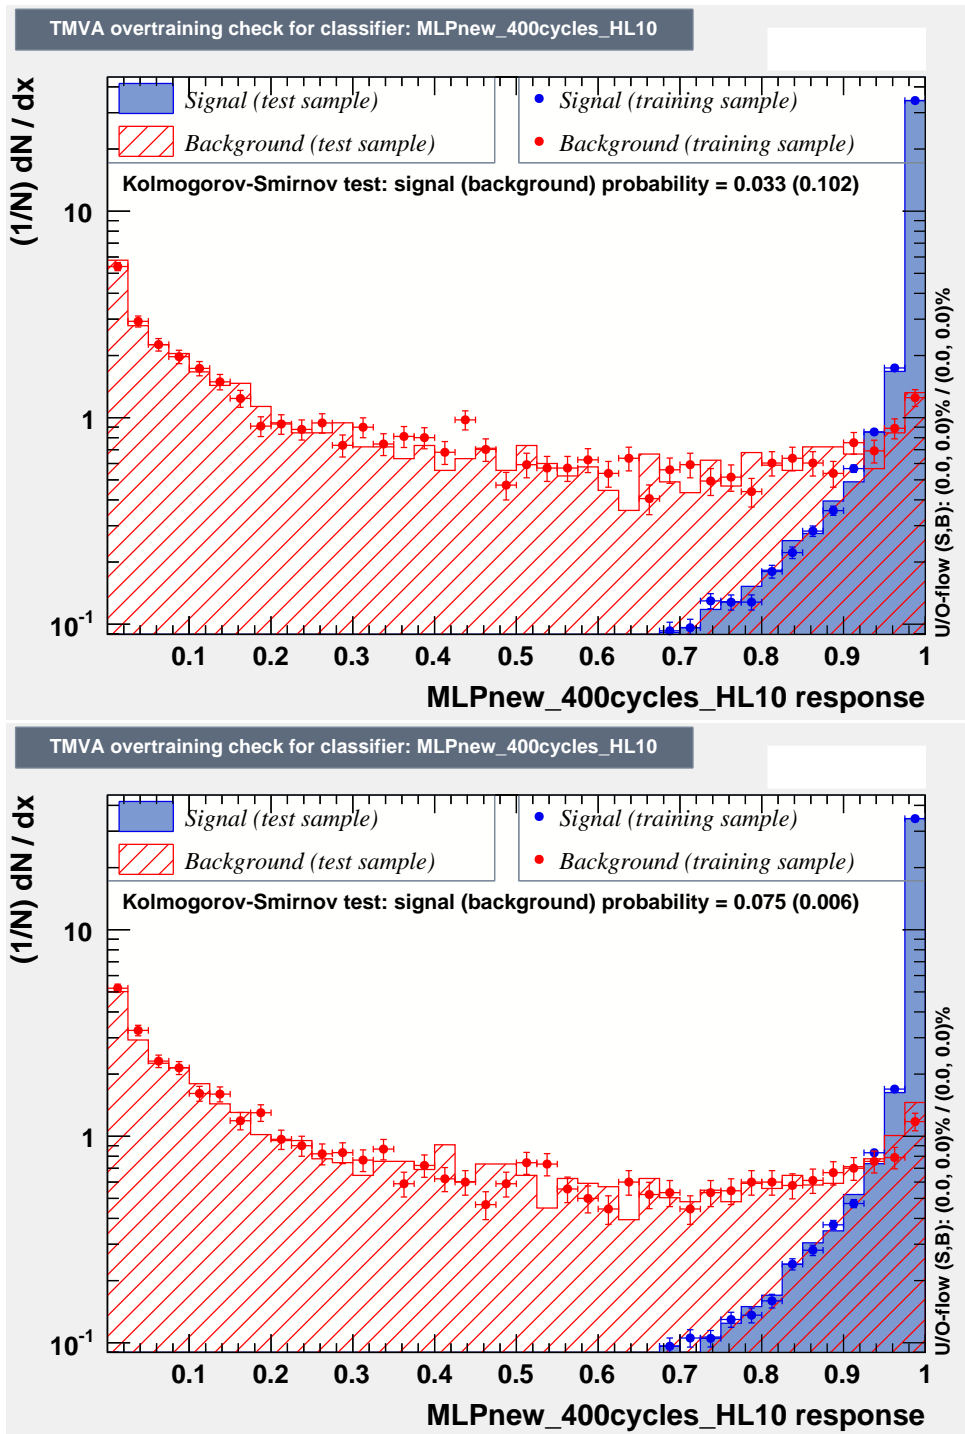 TMVA overtraining check for classifier: MLPnew_400cycles_HL10
(1/N) dN / dx
Signal (test sample)
Background (test sample)
Signal (training sample)
Background (training sample)
Kolmogorov-Smirnov test: signal (background) probability = 0.033 (0.102)
10
1
10⁻¹
0.1 0.2 0.3 0.4 0.5 0.6 0.7 0.8 0.9 1
MLPnew_400cycles_HL10 response
U/O-flow (S,B): (0.0, 0.0)% / (0.0, 0.0)%
TMVA overtraining check for classifier: MLPnew_400cycles_HL10
(1/N) dN / dx
Signal (test sample)
Background (test sample)
Signal (training sample)
Background (training sample)
Kolmogorov-Smirnov test: signal (background) probability = 0.075 (0.006)
10
1
10⁻¹
0.1 0.2 0.3 0.4 0.5 0.6 0.7 0.8 0.9 1
MLPnew_400cycles_HL10 response
U/O-flow (S,B): (0.0, 0.0)% / (0.0, 0.0)%